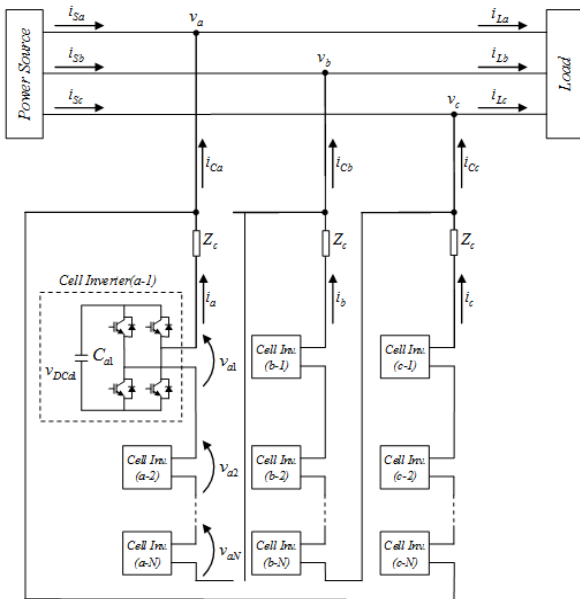 i_Sa
v_a
i_La
i_Sb
v_b
i_Lb
i_Sc
v_c
i_Lc
Power Source
Load
i_Ca
i_Cb
i_Cc
Z_c
Z_c
Z_c
Cell Inverter(a-1)
i_a
i_b
i_c
C_a1
v_DCa1
v_a1
Cell Inv.
(b-1)
Cell Inv.
(c-1)
Cell Inv.
(a-2)
v_a2
Cell Inv.
(b-2)
Cell Inv.
(c-2)
Cell Inv.
(a-N)
v_aN
Cell Inv.
(b-N)
Cell Inv.
(c-N)